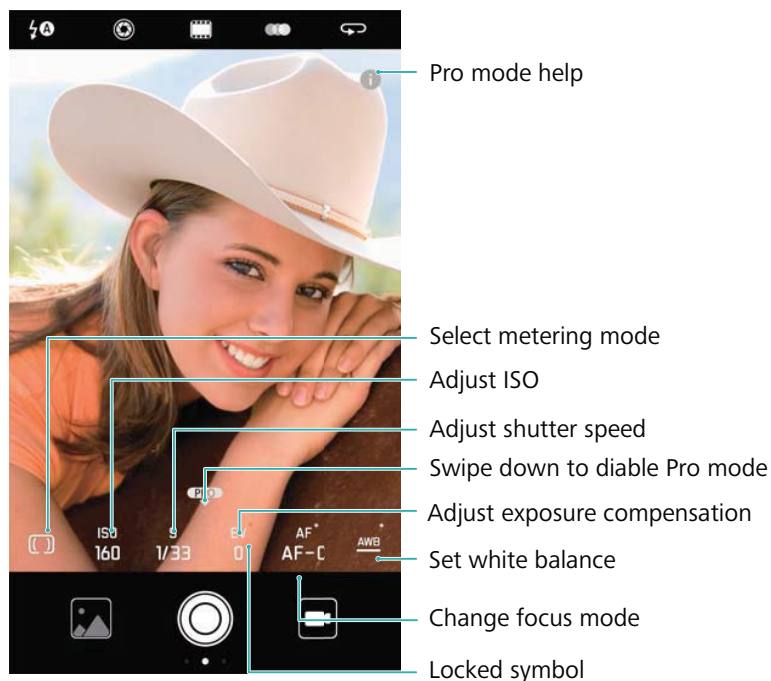 A
i
Pro mode help
Select metering mode
Adjust ISO
Adjust shutter speed
Swipe down to diable Pro mode
PRO
Adjust exposure compensation
ISO S EV AF AWB
160 1/33 0 AF-C
Set white balance
Change focus mode
Locked symbol